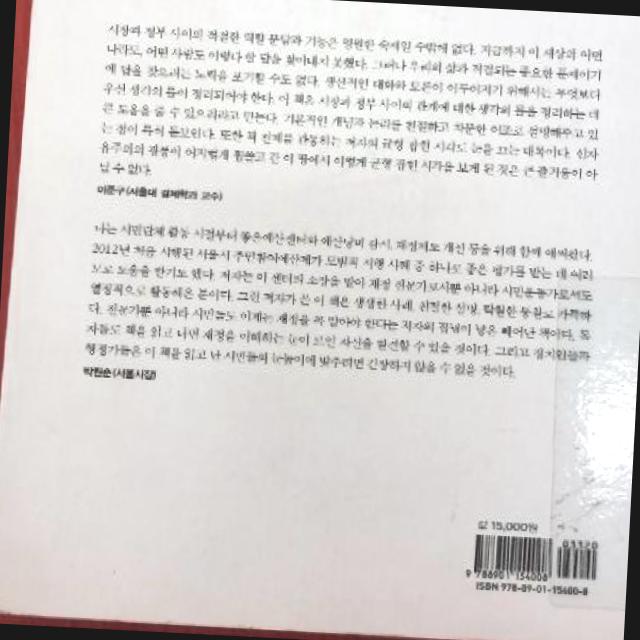 시장과 정부 사이의 적절한 역할 분담과 기능은 영원한 숙제일 수밖에 없다. 지금까지 이 세상의 어떤
나라도, 어떤 사람도 이렇다 할 답을 찾아내지 못했다. 그러나 우리의 삶과 직결되는 중요한 문제이기
에 답을 찾으려는 노력을 포기할 수도 없다. 생산적인 대화와 토론이 이루어지기 위해서는 무엇보다
우선 생각의 틀이 정리되어야 한다. 이 책은 시장과 정부 사이의 관계에 대한 생각의 틀을 정리하는 데
큰 도움을 줄 수 있으리라고 믿는다. 기본적인 개념과 논리를 친절하고 차분한 어조로 설명해주고 있
는 점이 특히 돋보인다. 또한 책 전체를 관통하는 저자의 균형 잡힌 시각도 눈을 끄는 대목이다. 신자
유주의의 광풍이 어지럽게 휩쓸고 간 이 땅에서 이렇게 균형 잡힌 시각을 보게 된 것은 큰 즐거움이 아
닐 수 없다.
이준구(서울대 경제학과 교수)
나는 시민단체 활동 시절부터 좋은예산센터와 예산낭비 감시, 재정제도 개선 등을 위해 함께 애써왔다.
2012년 처음 시행된 서울시 주민참여예산제가 모범적 시행 사례 중 하나로 좋은 평가를 받는 데 여러
모로 도움을 받기도 했다. 저자는 이 센터의 소장을 맡아 재정 전문가로서뿐 아니라 시민운동가로서도
열정적으로 활동해온 분이다. 그런 저자가 쓴 이 책은 생생한 사례, 친절한 설명, 탁월한 통찰로 가득하
다. 전문가뿐 아니라 시민들도 이제는 재정을 꼭 알아야 한다는 저자의 집념이 낳은 빼어난 책이다. 독
자들도 책을 읽고 나면 재정을 이해하는 눈이 트인 자신을 발견할 수 있을 것이다. 그리고 정치인들과
행정가들은 이 책을 읽고 난 시민들의 눈높이에 맞추려면 긴장하지 않을 수 없을 것이다.
박원순(서울시장)
값 15,000원
03320
9 788901 154008
ISBN 978-89-01-15400-8